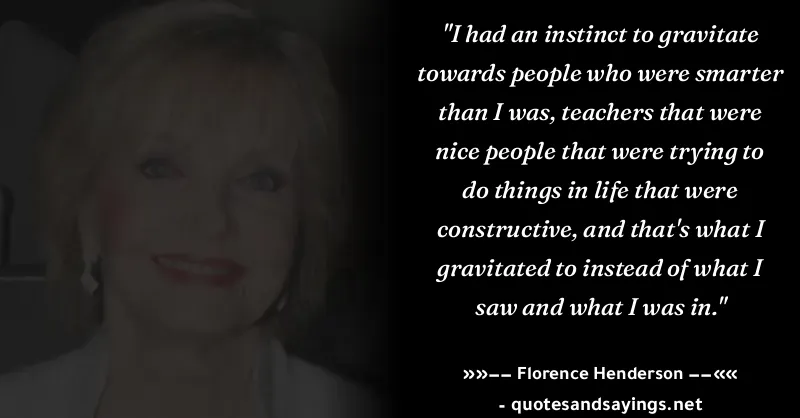 "I had an instinct to gravitate
towards people who were smarter
than I was, teachers that were
nice people that were trying to
do things in life that were
constructive, and that's what I
gravitated to instead of what I
saw and what I was in."
»»−− Florence Henderson −−««
- quotesandsayings.net